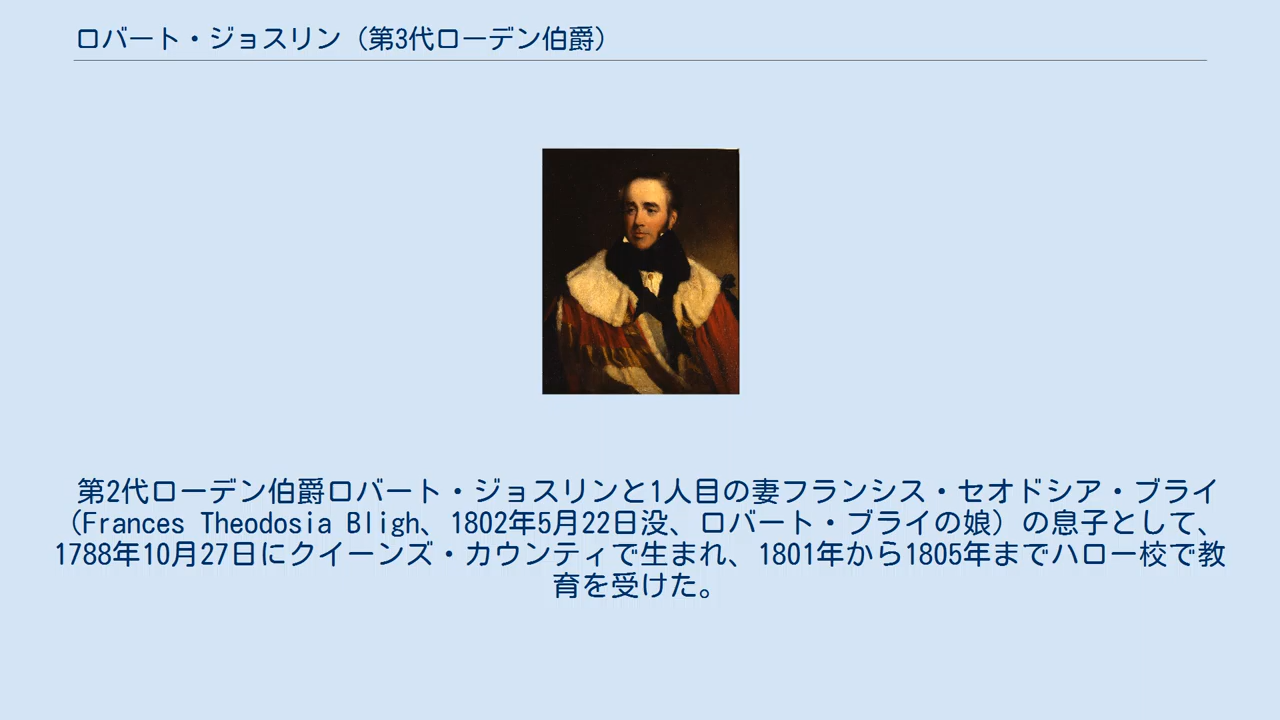 ロバート・ジョスリン（第3代ローデン伯爵）
第2代ローデン伯爵ロバート・ジョスリンと1人目の妻フランシス・セオドシア・ブライ
（Frances Theodosia Bligh、1802年5月22日没、ロバート・ブライの娘）の息子として、
1788年10月27日にクイーンズ・カウンティで生まれ、1801年から1805年までハロー校で教
育を受けた。